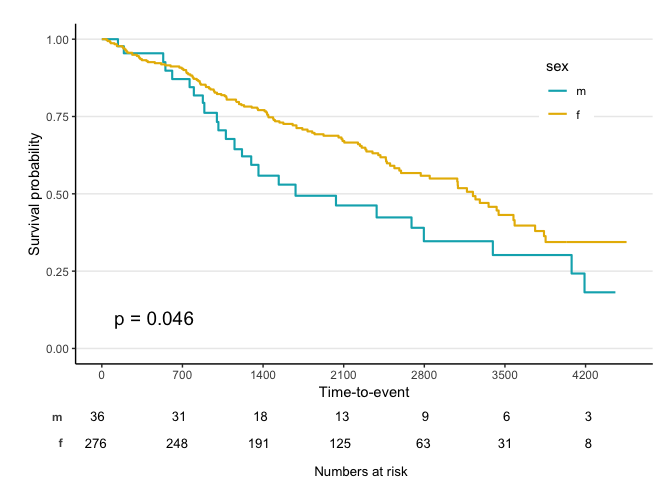 1.00
0.75
0.50
0.25
0.00
Survival probability
sex
m
f
p = 0.046
0 700 1400 2100 2800 3500 4200
Time-to-event
m 36 31 18 13 9 6 3
f 276 248 191 125 63 31 8
Numbers at risk